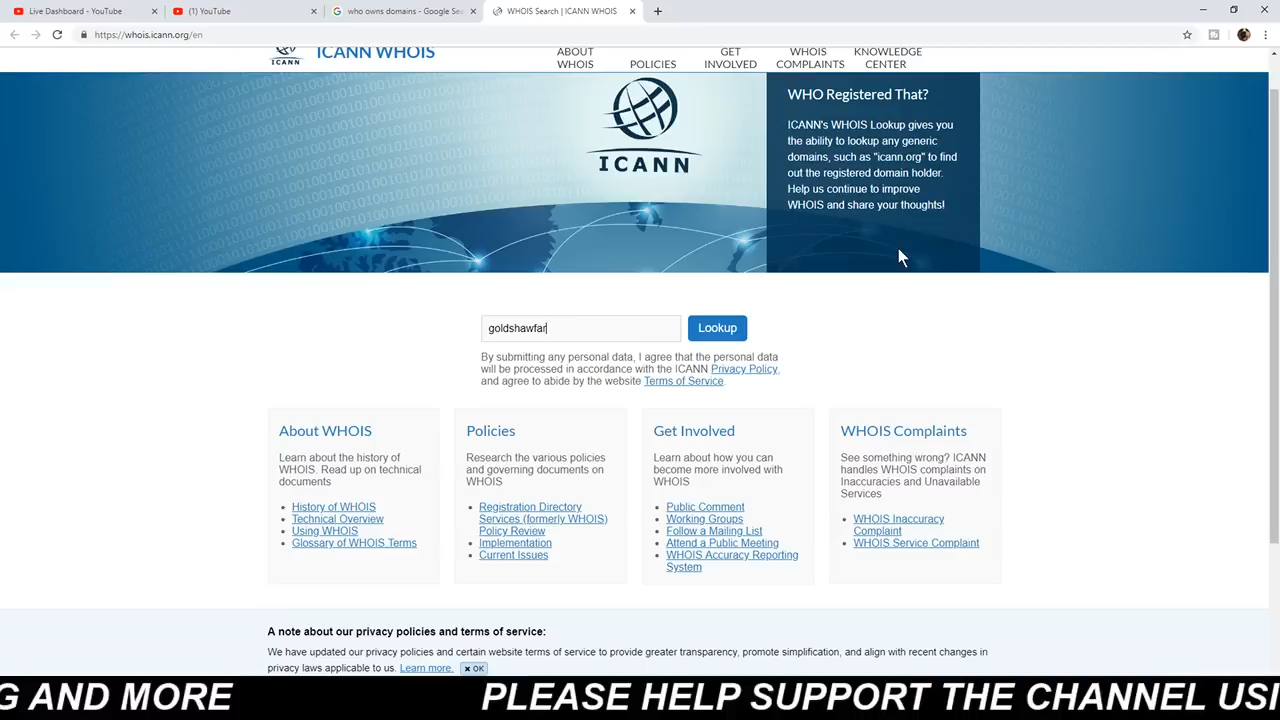 Live Dashboard - YouTube
(1) YouTube
who owns domains - Google Sea
WHOIS Search | ICANN WHOIS
https://whois.icann.org/en
ICANN
ICANN WHOIS
ABOUT WHOIS
POLICIES
GET INVOLVED
WHOIS COMPLAINTS
KNOWLEDGE CENTER
ICANN
WHO Registered That?
ICANN's WHOIS Lookup gives you
the ability to lookup any generic
domains, such as "icann.org" to find
out the registered domain holder.
Help us continue to improve
WHOIS and share your thoughts!
goldshawfar
Lookup
By submitting any personal data, I agree that the personal data
will be processed in accordance with the ICANN Privacy Policy,
and agree to abide by the website Terms of Service.
About WHOIS
Learn about the history of
WHOIS. Read up on technical
documents
History of WHOIS
Technical Overview
Using WHOIS
Glossary of WHOIS Terms
Policies
Research the various policies
and governing documents on
WHOIS
Registration Directory
Services (formerly WHOIS)
Policy Review
Implementation
Current Issues
Get Involved
Learn about how you can
become more involved with
WHOIS
Public Comment
Working Groups
Follow a Mailing List
Attend a Public Meeting
WHOIS Accuracy Reporting
System
WHOIS Complaints
See something wrong? ICANN
handles WHOIS complaints on
Inaccuracies and Unavailable
Services
WHOIS Inaccuracy
Complaint
WHOIS Service Complaint
A note about our privacy policies and terms of service:
We have updated our privacy policies and certain website terms of service to provide greater transparency, promote simplification, and align with recent changes in
privacy laws applicable to us. Learn more. × OK
G AND MORE PLEASE HELP SUPPORT THE CHANNEL USI